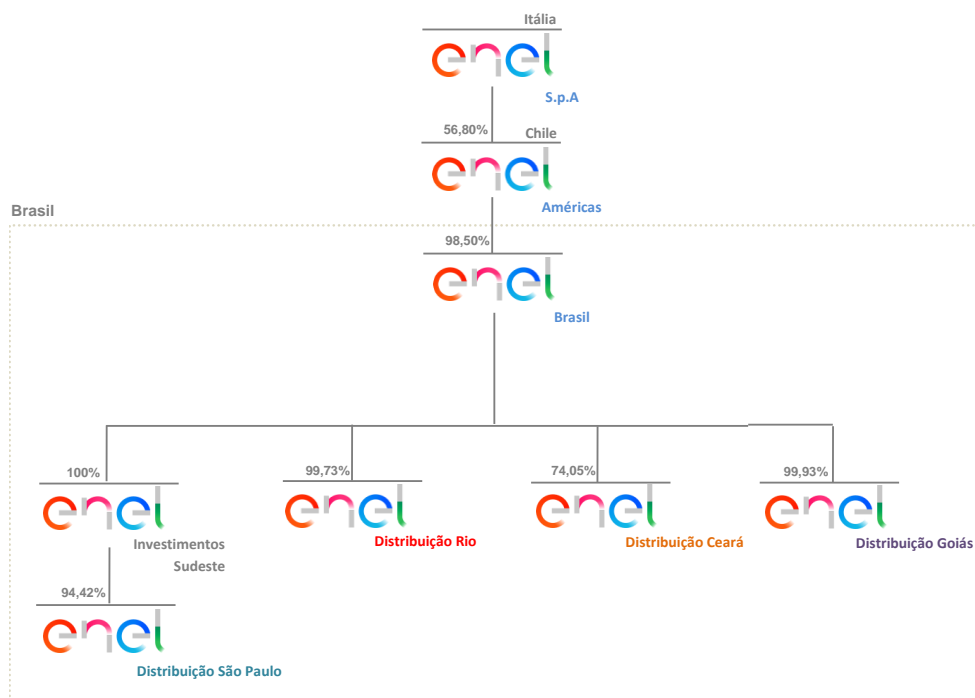 Itália
enel
S.p.A
56,80%
Chile
enel
Américas
Brasil
98,50%
enel
Brasil
100%
99,73%
74,05%
99,93%
enel
enel
enel
enel
Investimentos
Sudeste
Distribuição Rio
Distribuição Ceará
Distribuição Goiás
94,42%
enel
Distribuição São Paulo